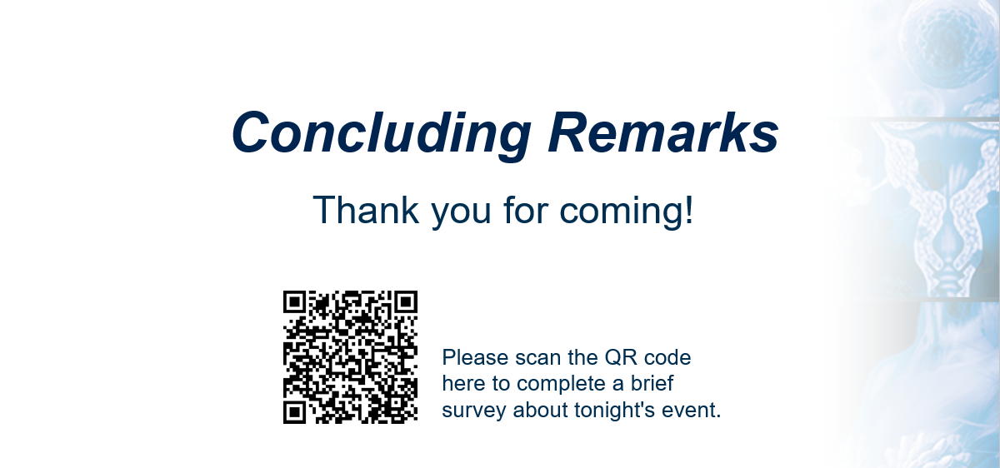 Concluding Remarks
Thank you for coming!
Please scan the QR code
here to complete a brief
survey about tonight's event.